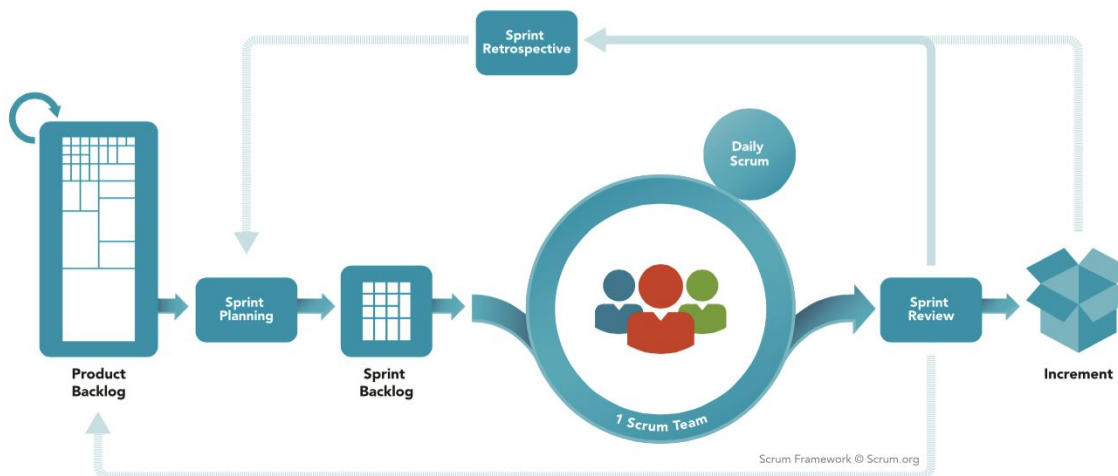 Sprint
Retrospective
Daily
Scrum
Sprint
Planning
Sprint
Review
Product
Backlog
Sprint
Backlog
Increment
1 Scrum Team
Scrum Framework © Scrum.org